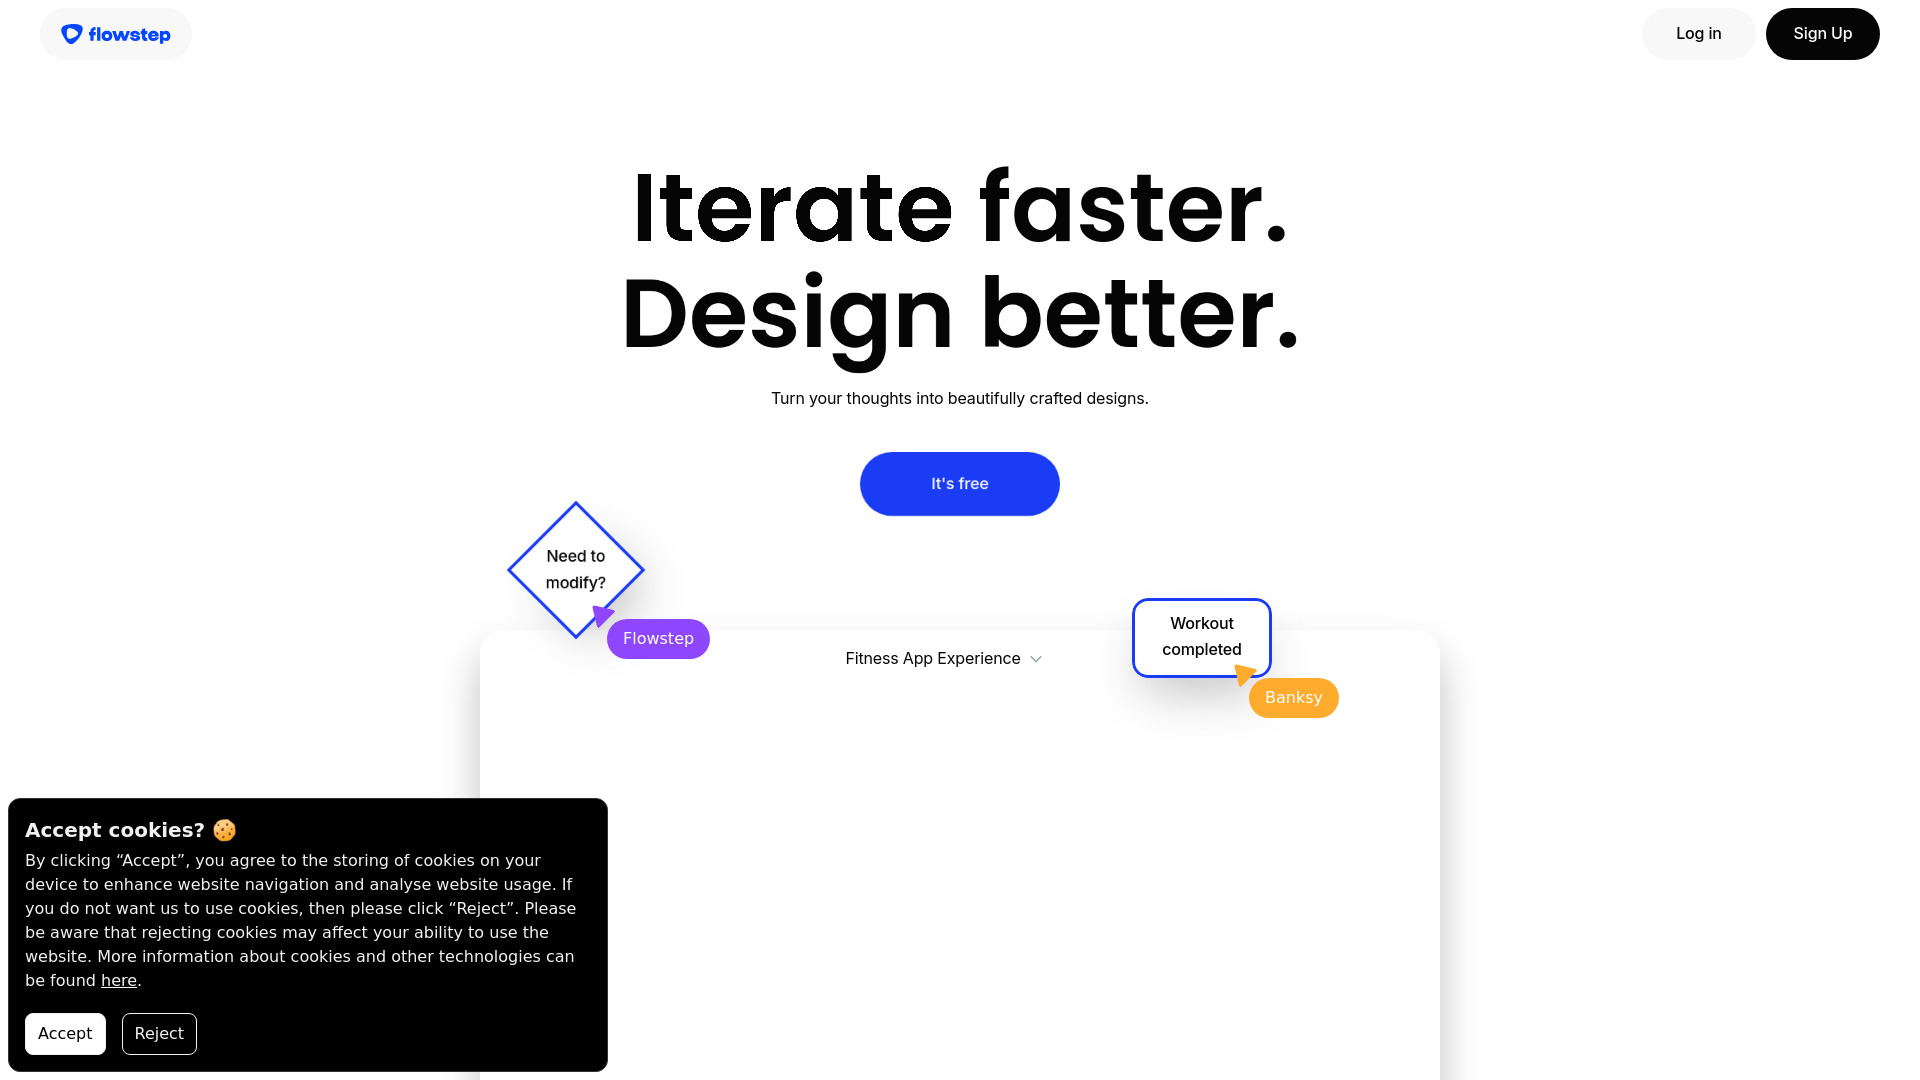 flowstep
Log in
Sign Up
Iterate faster.
Design better.
Turn your thoughts into beautifully crafted designs.
It's free
Need to
modify?
Flowstep
Fitness App Experience
Workout
completed
Banksy
Accept cookies? 🍪
By clicking “Accept”, you agree to the storing of cookies on your
device to enhance website navigation and analyse website usage. If
you do not want us to use cookies, then please click “Reject”. Please
be aware that rejecting cookies may affect your ability to use the
website. More information about cookies and other technologies can
be found here.
Accept
Reject